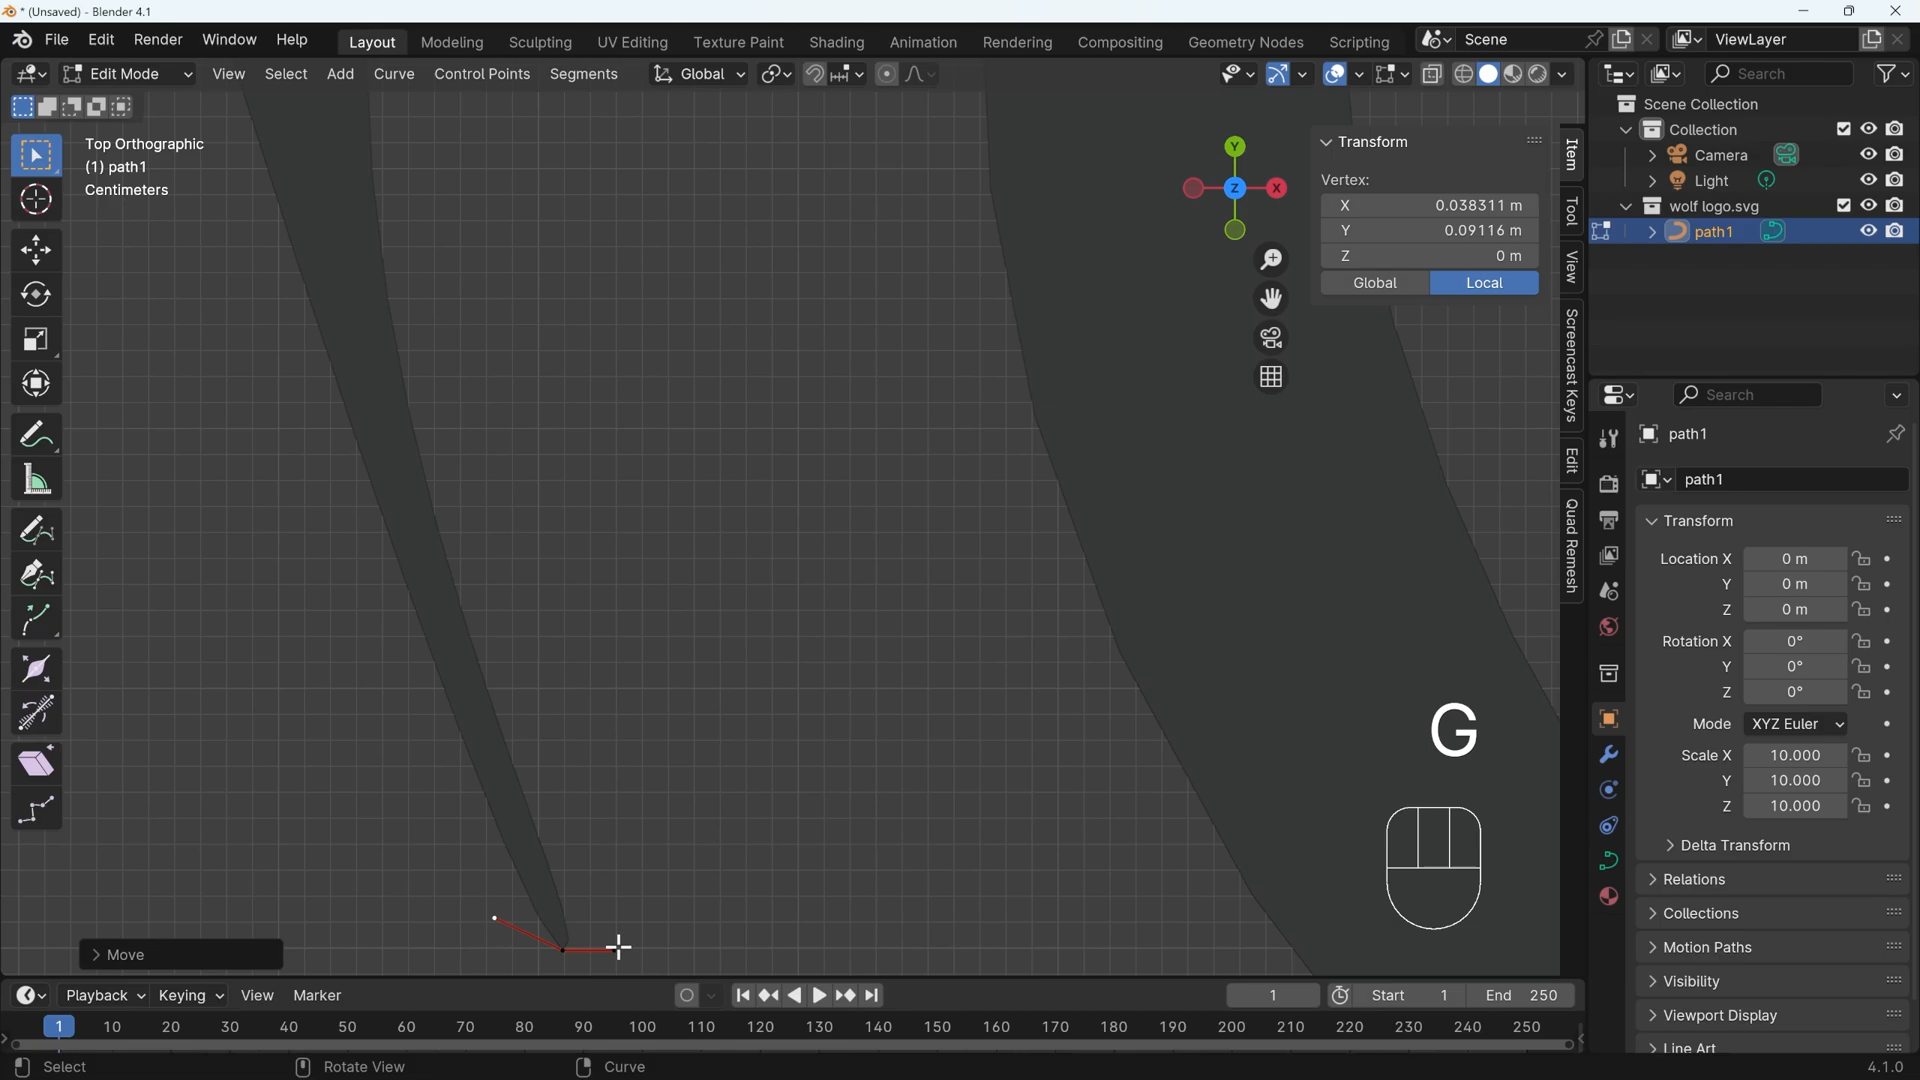 * (Unsaved) - Blender 4.1
File Edit Render Window Help Layout Modeling Sculpting UV Editing Texture Paint Shading Animation Rendering Compositing Geometry Nodes Scripting Scene ViewLayer
Edit Mode View Select Add Curve Control Points Segments Global Search
Top Orthographic
(1) path1
Centimeters
Y
Z
X
Transform
Vertex:
X 0.038311 m
Y 0.09116 m
Z 0 m
Global Local
Item
Tool
View
Screencast Keys
Edit
Quad Remesh
Scene Collection
Collection
Camera
Light
wolf logo.svg
path1
Search
path1
path1
Transform
Location X 0 m
Y 0 m
Z 0 m
Rotation X 0°
Y 0°
Z 0°
Mode XYZ Euler
Scale X 10.000
Y 10.000
Z 10.000
Delta Transform
Relations
Collections
Motion Paths
Visibility
Viewport Display
Line Art
G
Move
Playback Keying View Marker 1 Start 1 End 250
1 10 20 30 40 50 60 70 80 90 100 110 120 130 140 150 160 170 180 190 200 210 220 230 240 250
Select Rotate View Curve 4.1.0